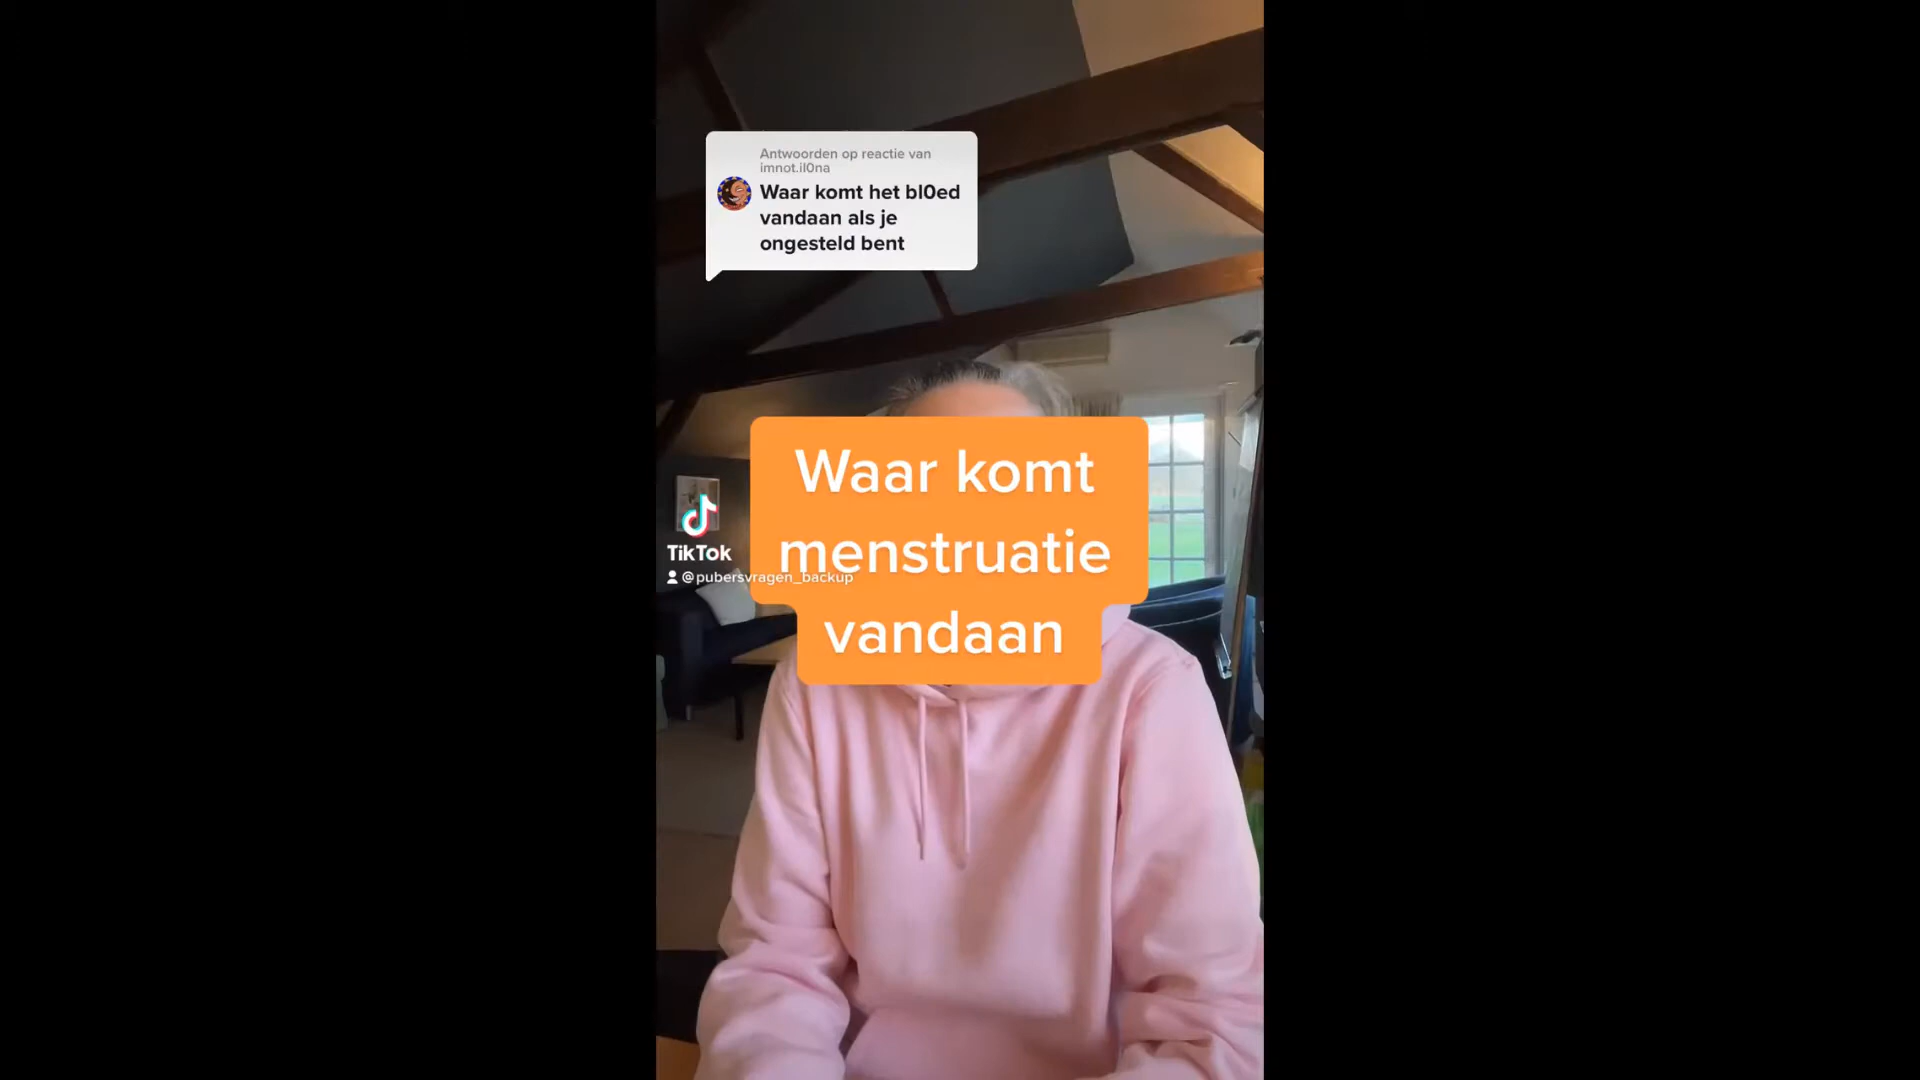 Antwoorden op reactie van
imnot.il0na
Waar komt het bl0ed
vandaan als je
ongesteld bent
Waar komt
menstruatie
vandaan
TikTok
@pubersvragen_backup